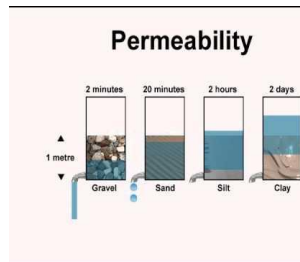 Permeability
2 minutes 20 minutes 2 hours 2 days
1 metre
Gravel Sand Silt Clay